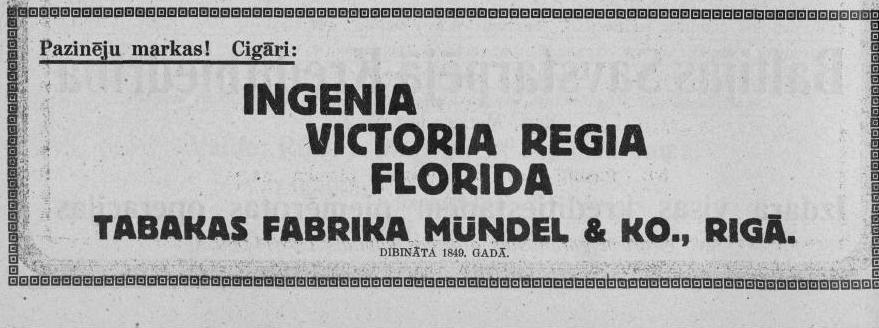 Pazinēju markas! Cigāri:
INGENIA
VICTORIA REGIA
FLORIDA
TABAKAS FABRIKA MÜNDEL & KO., RIGĀ.
DIBINĀTA 1849. GADĀ.